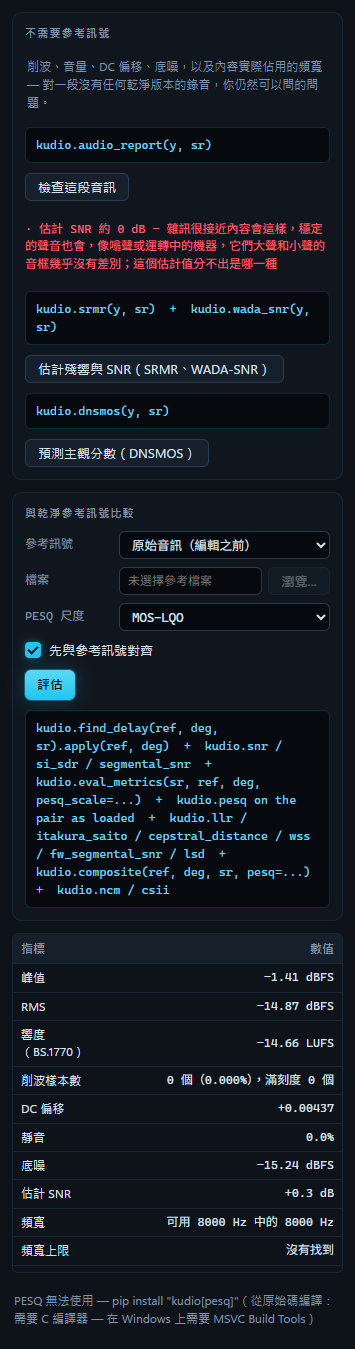 不需要參考訊號
削波、音量、DC 偏移、底噪，以及內容實際佔用的頻寬
— 對一段沒有任何乾淨版本的錄音，你仍然可以問的問
題。
kudio.audio_report(y, sr)
檢查這段音訊
· 估計 SNR 約 0 dB — 雜訊很接近內容會這樣，穩定
的聲音也會，像嗡聲或運轉中的機器，它們大聲和小聲的
音框幾乎沒有差別；這個估計值分不出是哪一種
kudio.srmr(y, sr) + kudio.wada_snr(y,
sr)
估計殘響與 SNR（SRMR、WADA-SNR）
kudio.dnsmos(y, sr)
預測主觀分數（DNSMOS）
與乾淨參考訊號比較
參考訊號 原始音訊（編輯之前）
檔案 未選擇參考檔案 瀏覽…
PESQ 尺度 MOS-LQO
先與參考訊號對齊
評估
kudio.find_delay(ref, deg,
sr).apply(ref, deg) + kudio.snr /
si_sdr / segmental_snr +
kudio.eval_metrics(sr, ref, deg,
pesq_scale=...) + kudio.pesq on the
pair as loaded + kudio.llr /
itakura_saito / cepstral_distance / wss
/ fw_segmental_snr / lsd +
kudio.composite(ref, deg, sr, pesq=...)
+ kudio.ncm / csii
指標 數值
峰值 -1.41 dBFS
RMS -14.87 dBFS
響度
（BS.1770） -14.66 LUFS
削波樣本數 0 個 (0.000%)，滿刻度 0 個
DC 偏移 +0.00437
靜音 0.0%
底噪 -15.24 dBFS
估計 SNR +0.3 dB
頻寬 可用 8000 Hz 中的 8000 Hz
頻寬上限 沒有找到
PESQ 無法使用 — pip install "kudio[pesq]"（從原始碼編譯：
需要 C 編譯器 — 在 Windows 上需要 MSVC Build Tools）